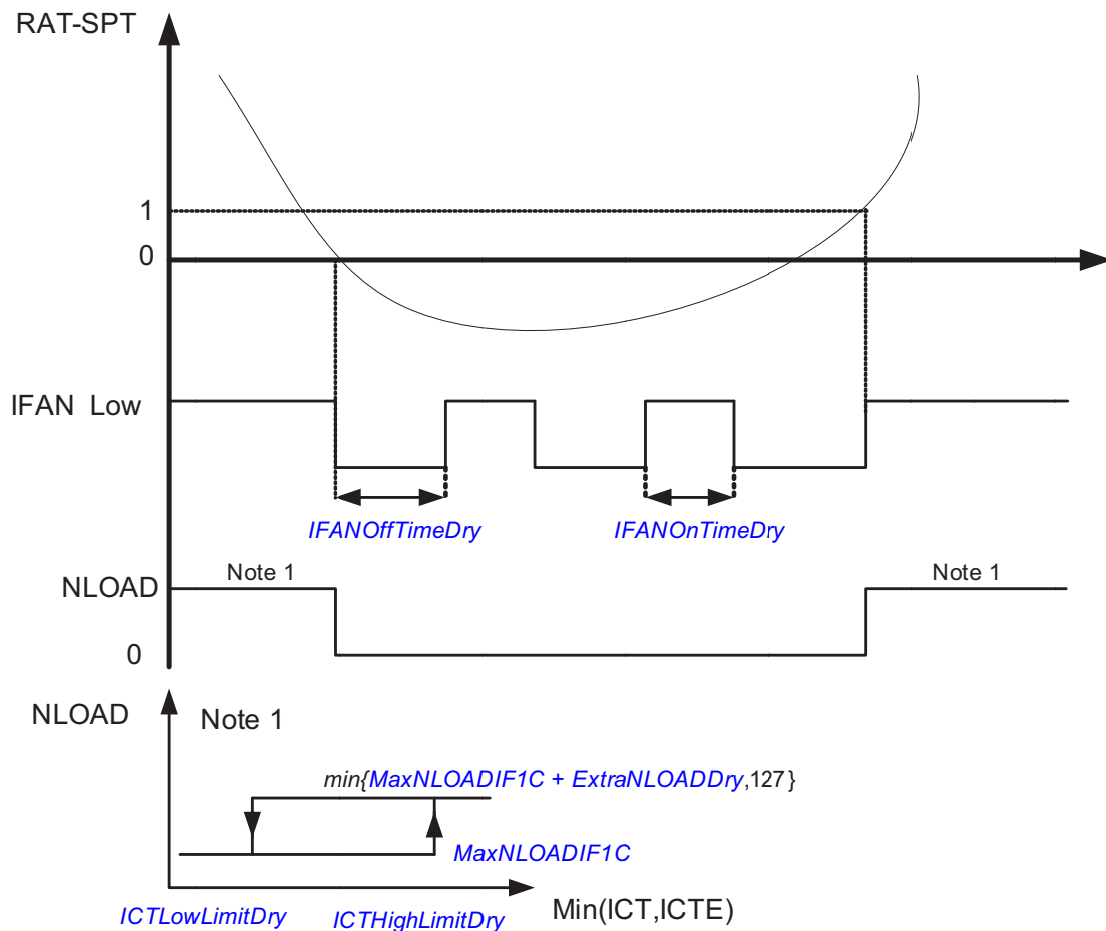 RAT-SPT
1
0
IFAN Low
IFANOffTimeDry
IFANOnTimeDry
Note 1
Note 1
NLOAD
0
NLOAD
Note 1
min{MaxNLOADIF1C + ExtraNLOADDry,127}
MaxNLOADIF1C
ICTLowLimitDry
ICTHighLimitDry
Min(ICT,ICTE)